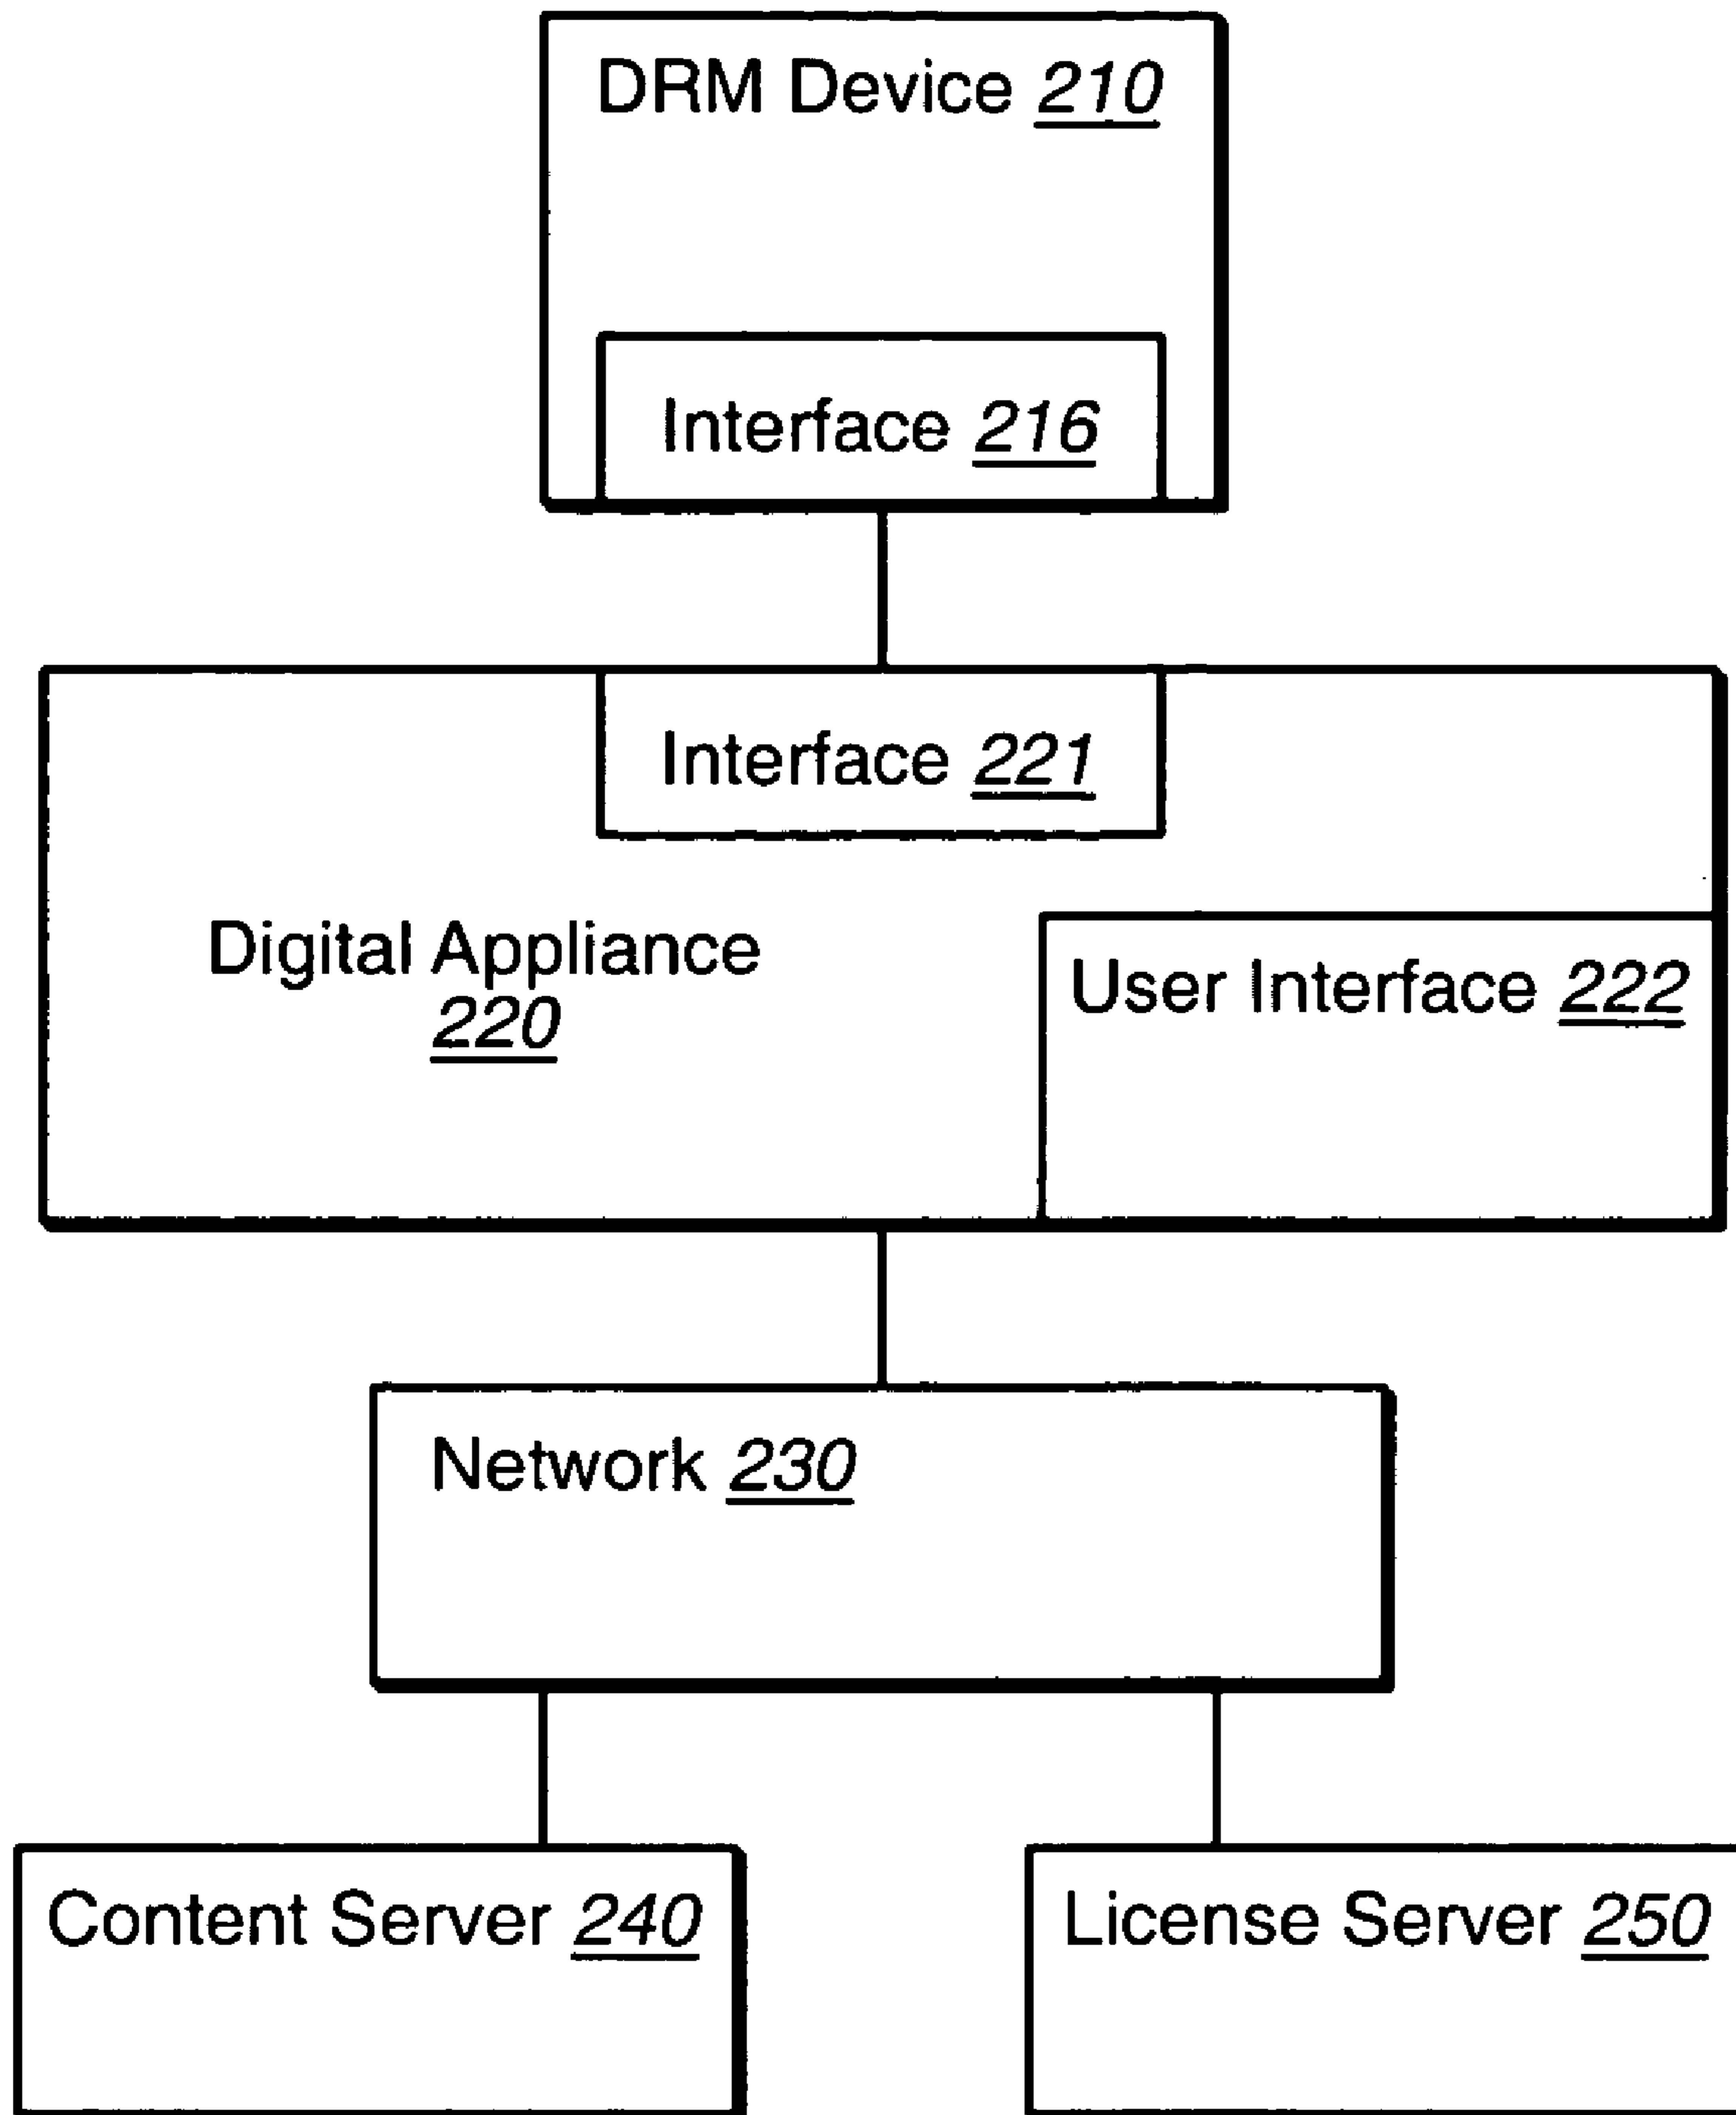 DRM Device 210
Interface 216
Interface 221
Digital Appliance
220
User Interface 222
Network 230
Content Server 240
License Server 250